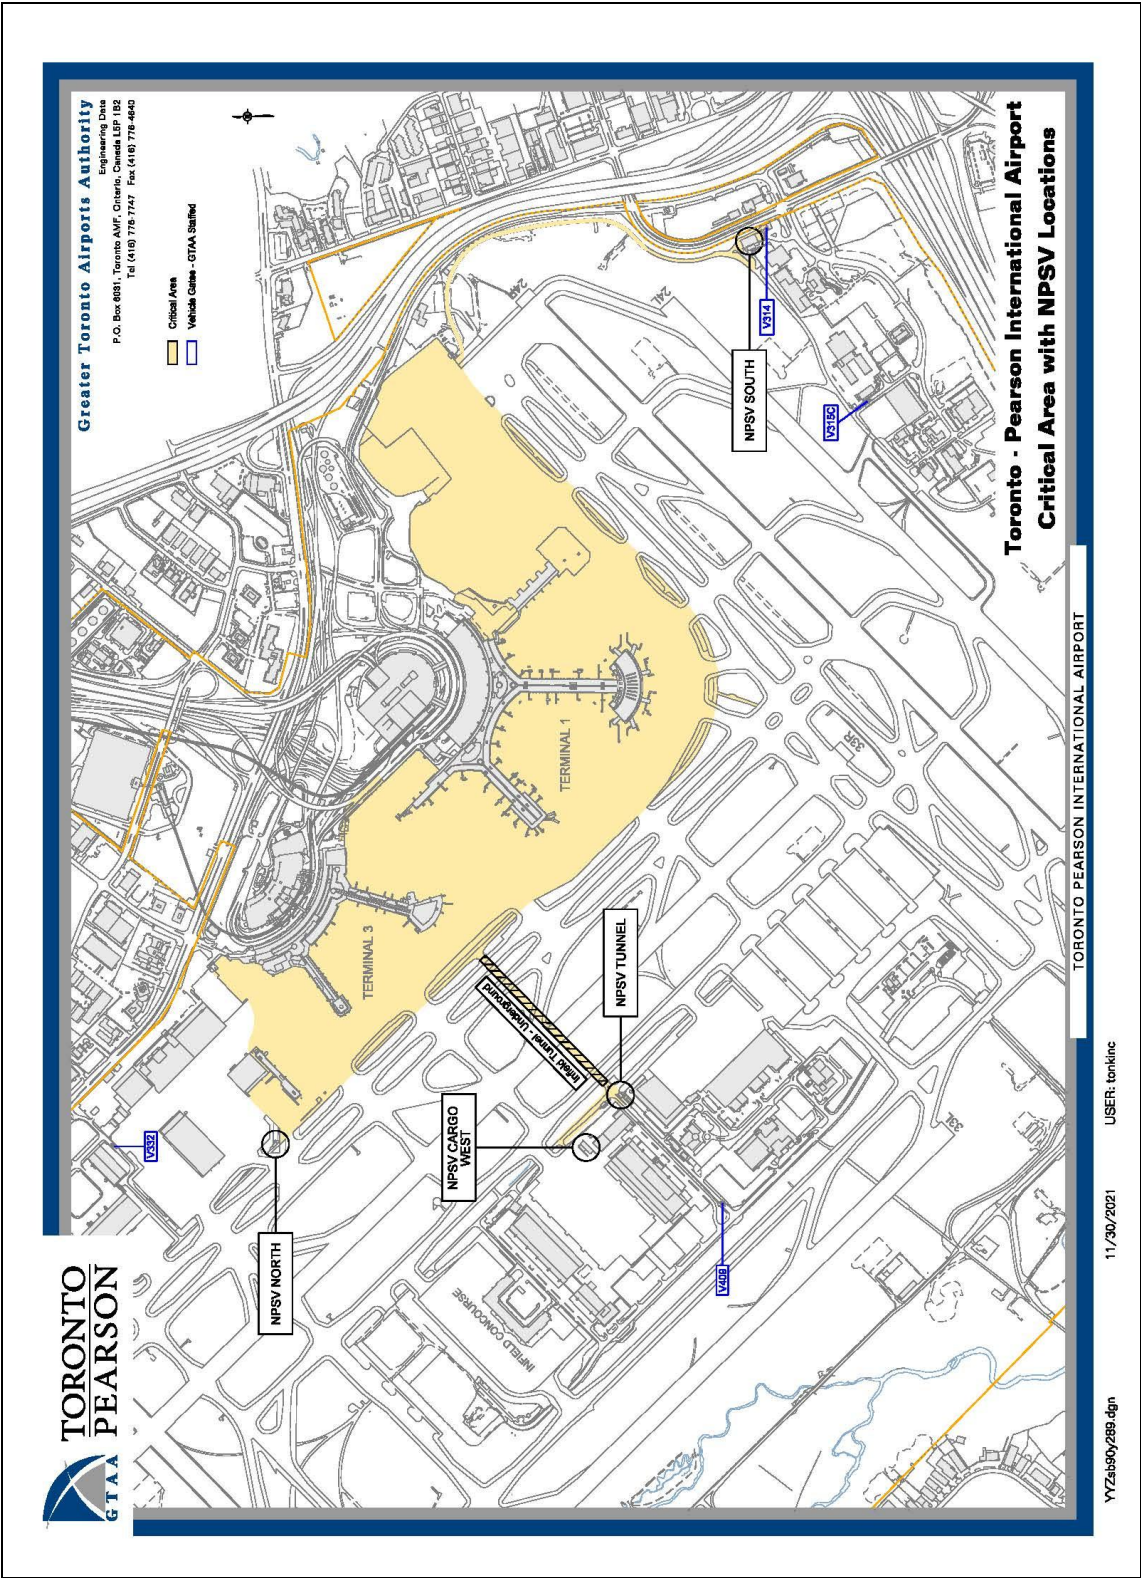 TORONTO
PEARSON
GTAA
Greater Toronto Airports Authority
Engineering Data
P.O. Box 6031, Toronto AMF, Ontario, Canada L5P 1B2
Tel (416) 776-7747 Fax (416) 776-4640
Critical Area
Vehicle Gates - GTAA Staffed
V332
NPSV NORTH
TERMINAL 3
TERMINAL 1
NPSV CARGO
WEST
Infield Tunnel - Underground
NPSV TUNNEL
INFIELD CONCOURSE
V409
33R
33L
24R
24L
NPSV SOUTH
V314
V315C
Toronto - Pearson International Airport
Critical Area with NPSV Locations
TORONTO PEARSON INTERNATIONAL AIRPORT
YYZsb90y289.dgn
11/30/2021
USER: tonkinc